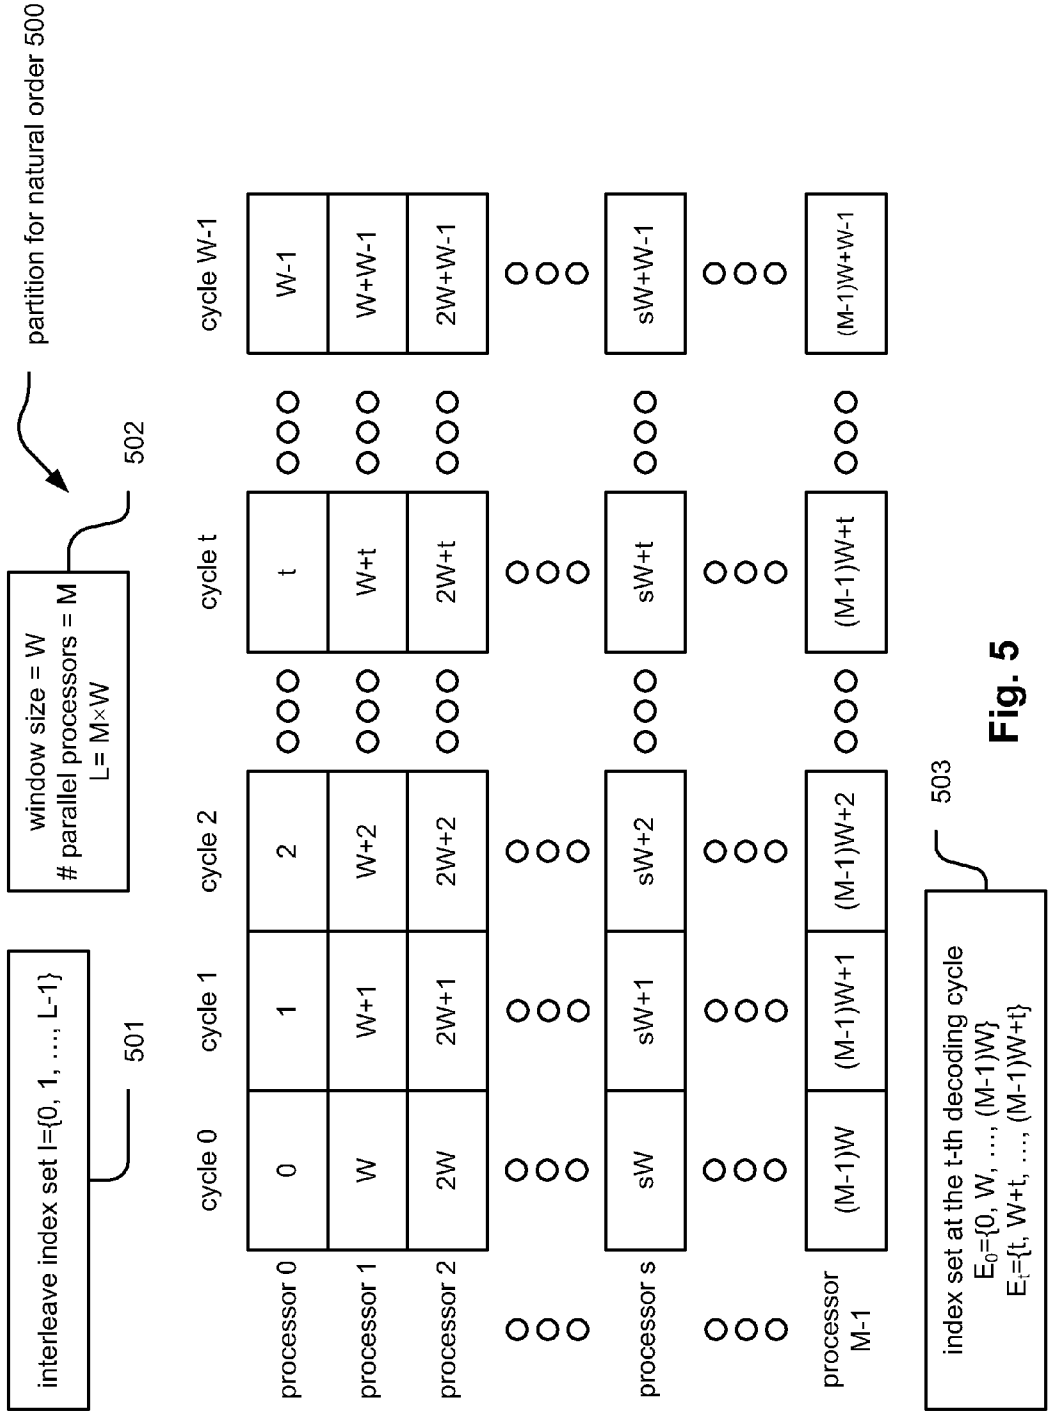 partition for natural order 500
interleave index set I={0, 1, ..., L-1}
501
window size = W
# parallel processors = M
L= M×W
502
cycle 0 cycle 1 cycle 2 cycle t cycle W-1
processor 0 0 1 2 t W-1
processor 1 W W+1 W+2 W+t W+W-1
processor 2 2W 2W+1 2W+2 2W+t 2W+W-1
processor s sW sW+1 sW+2 sW+t sW+W-1
processor
M-1
(M-1)W (M-1)W+1 (M-1)W+2 (M-1)W+t (M-1)W+W-1
index set at the t-th decoding cycle
E₀={0, W, ..., (M-1)W}
Eₜ={t, W+t, ..., (M-1)W+t}
503
Fig. 5